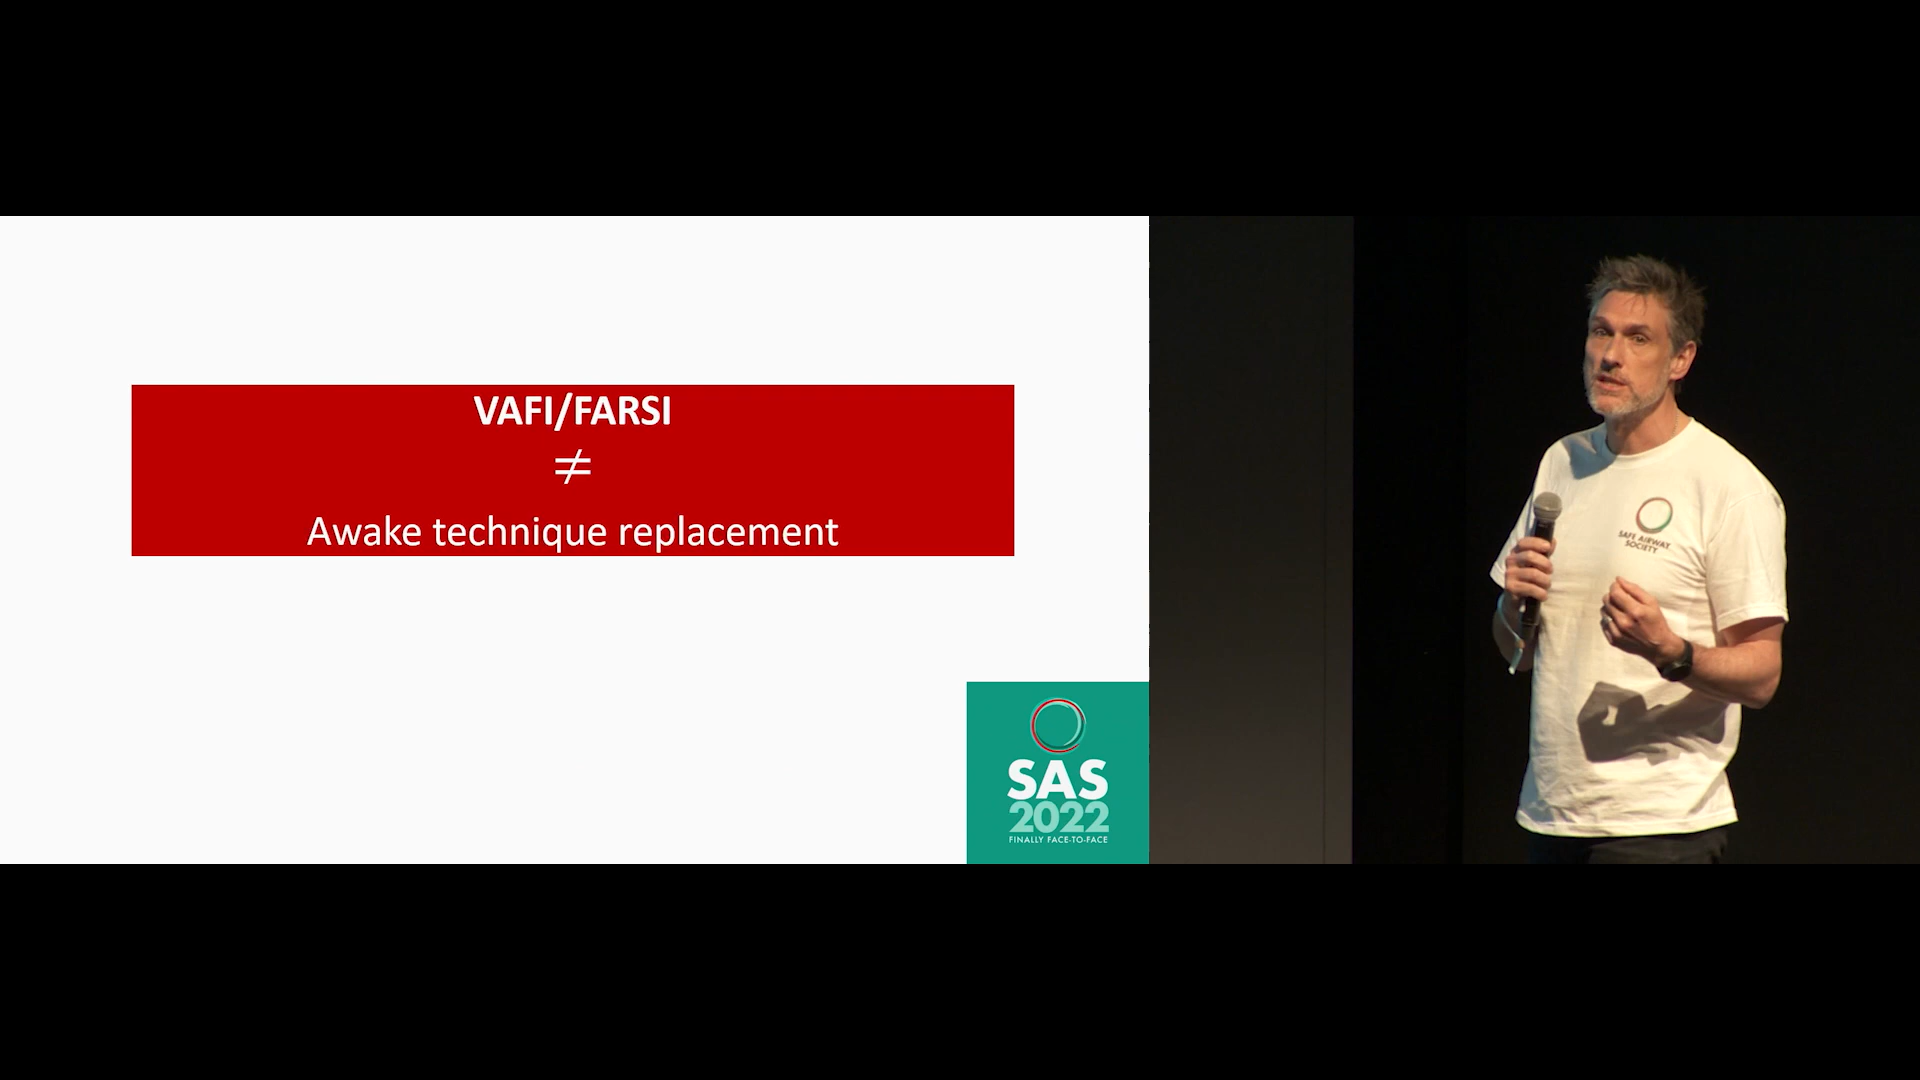 VAFI/FARSI
≠
Awake technique replacement
SAS
2022
FINALLY FACE-TO-FACE
SAFE AIRWAY
SOCIETY